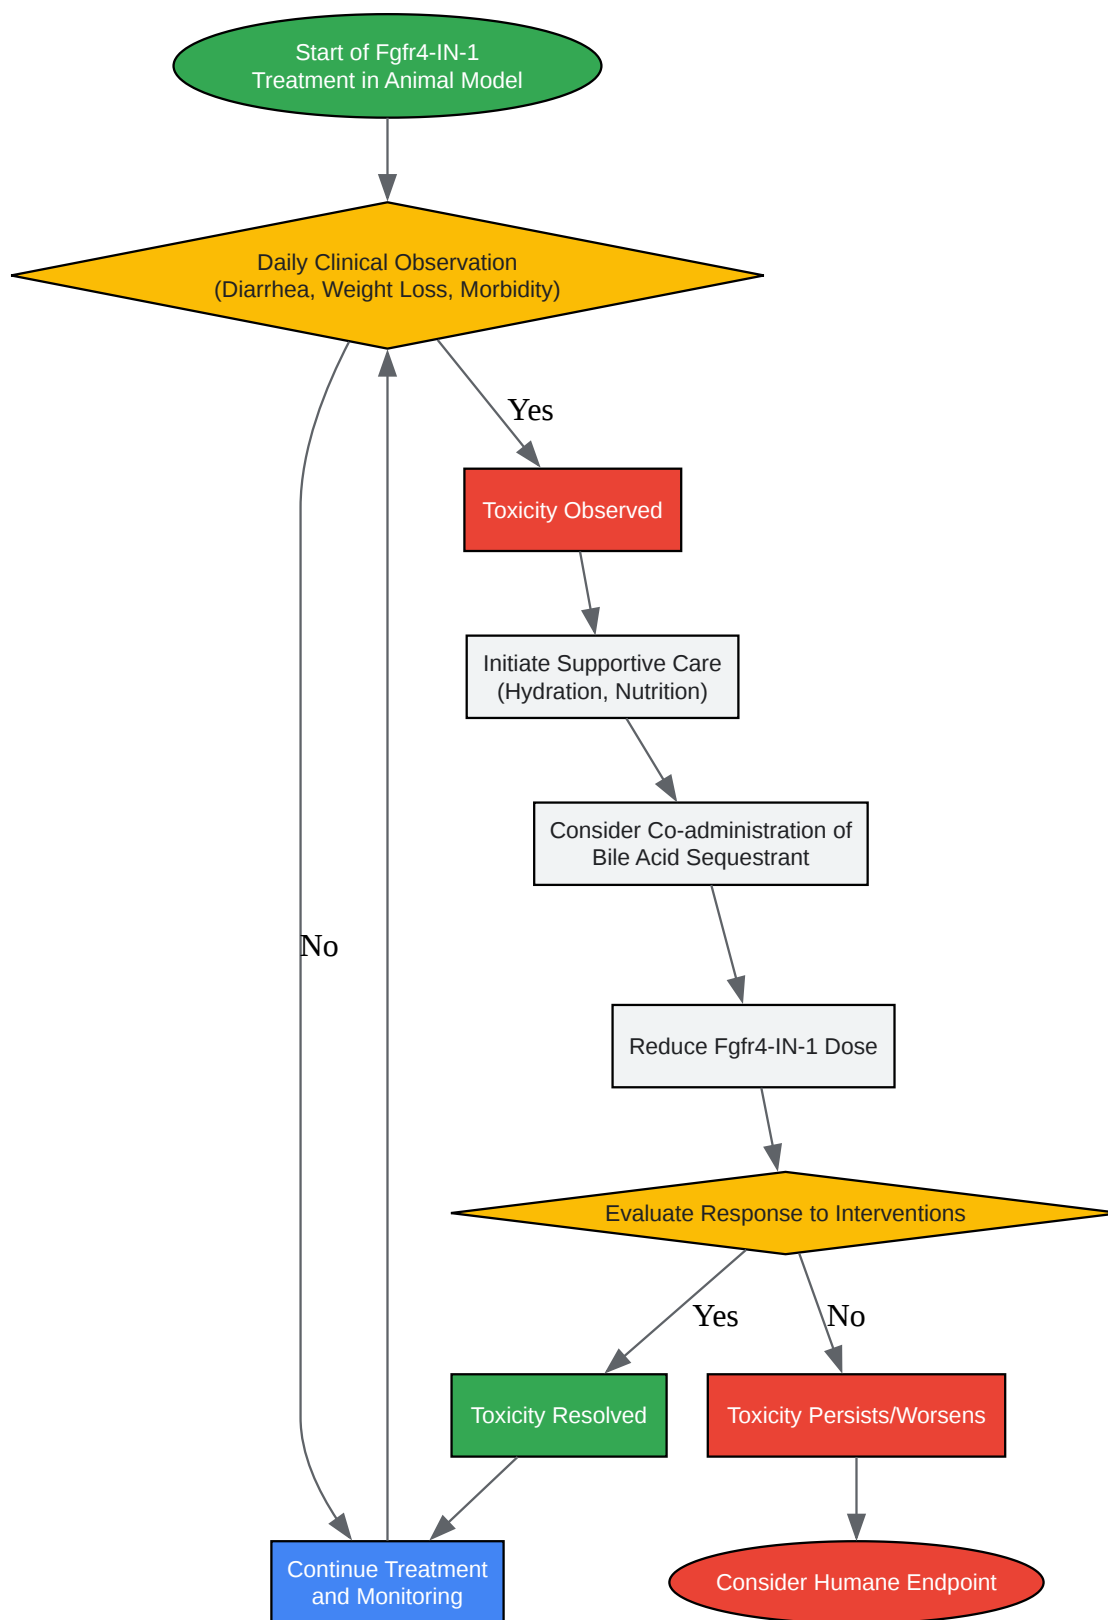 Start of Fgfr4-IN-1
Treatment in Animal Model
Daily Clinical Observation
(Diarrhea, Weight Loss, Morbidity)
Yes
Toxicity Observed
Initiate Supportive Care
(Hydration, Nutrition)
Consider Co-administration of
Bile Acid Sequestrant
No
Reduce Fgfr4-IN-1 Dose
Evaluate Response to Interventions
Yes
No
Toxicity Resolved
Toxicity Persists/Worsens
Continue Treatment
and Monitoring
Consider Humane Endpoint